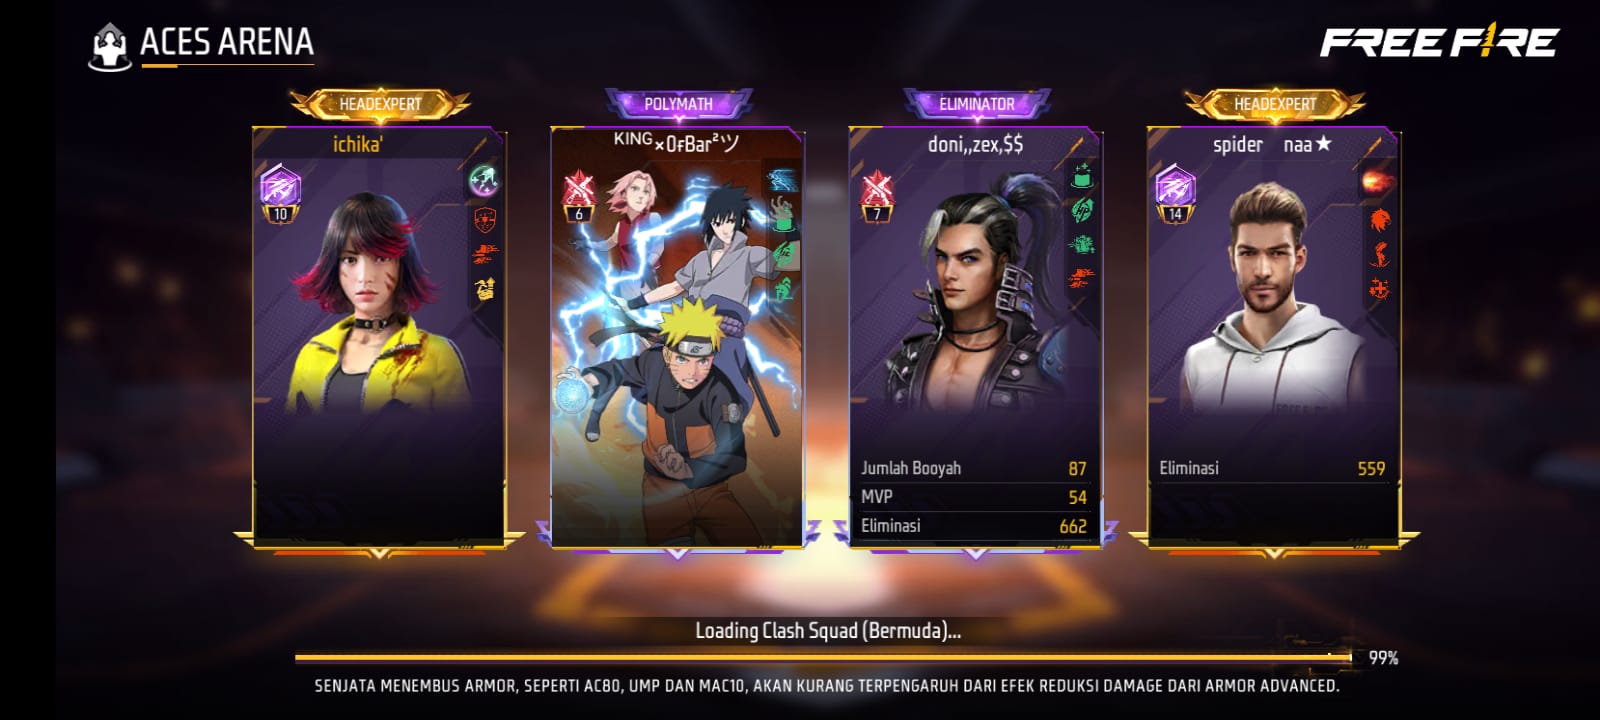 ACES ARENA
FREE FIRE
HEADEXPERT
ichika'
10
POLYMATH
KING×OFBar²ツ
6
ELIMINATOR
doni,,zex,$$
7
Jumlah Booyah 87
MVP 54
Eliminasi 662
HEADEXPERT
spider naa★
14
Eliminasi 559
Loading Clash Squad (Bermuda)...
99%
SENJATA MENEMBUS ARMOR, SEPERTI AC80, UMP DAN MAC10, AKAN KURANG TERPENGARUH DARI EFEK REDUKSI DAMAGE DARI ARMOR ADVANCED.